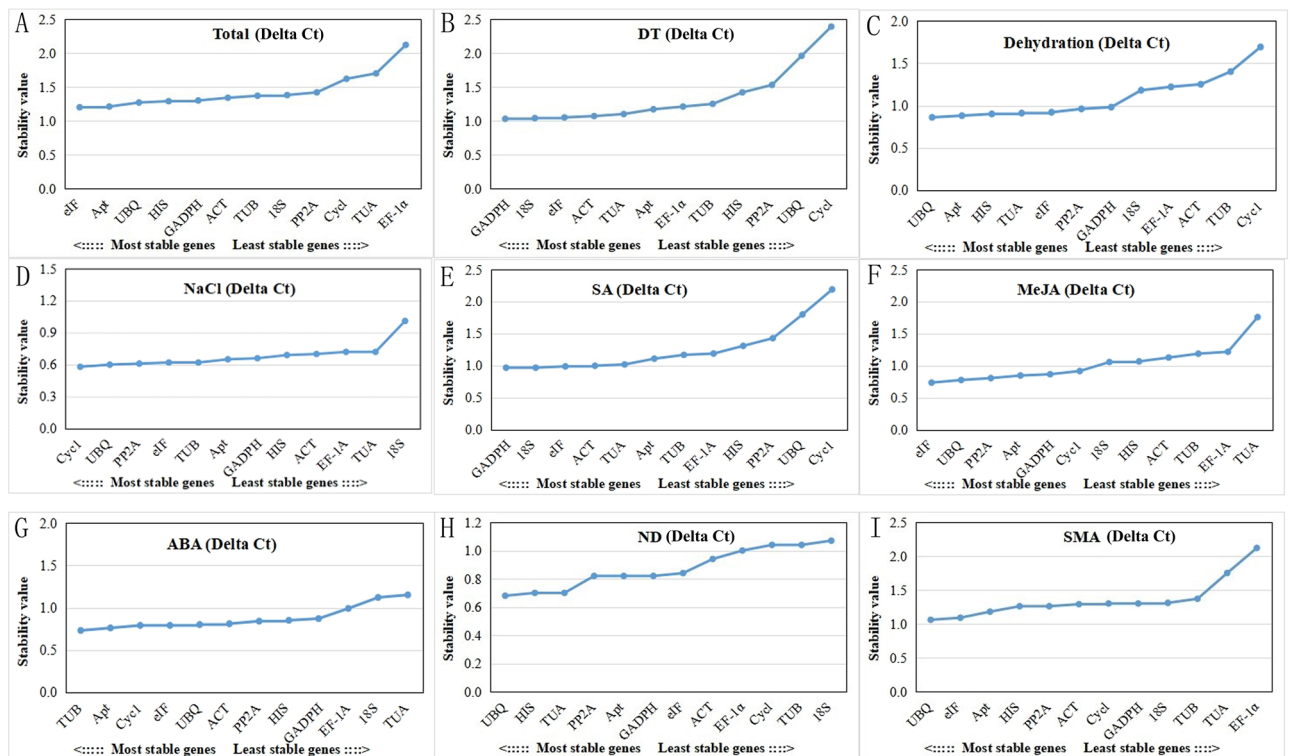 A
Total (Delta Ct)
Stability value
2.5
2.0
1.5
1.0
0.5
0.0
eIF Apt UBQ HIS GADPH ACT TUB 18S PP2A Cycl TUA EF-1α
<::::: Most stable genes Least stable genes ::::>
B
DT (Delta Ct)
Stability value
2.5
2.0
1.5
1.0
0.5
0.0
GADPH 18S eIF ACT TUA Apt EF-1α TUB HIS PP2A UBQ Cycl
<::::: Most stable genes Least stable genes ::::>
C
Dehydration (Delta Ct)
Stability value
2.0
1.5
1.0
0.5
0.0
UBQ Apt HIS TUA eIF PP2A GADPH 18S EF-1A ACT TUB Cyc1
<::::: Most stable genes Least stable genes ::::>
D
NaCl (Delta Ct)
Stability value
1.5
1.2
0.9
0.6
0.3
0.0
Cyc1 UBQ PP2A eIF TUB Apt GADPH HIS ACT EF-1A TUA 18S
<::::: Most stable genes Least stable genes ::::>
E
SA (Delta Ct)
Stability value
2.5
2.0
1.5
1.0
0.5
0.0
GADPH 18S eIF ACT TUA Apt TUB EF-1A HIS PP2A UBQ Cyc1
<::::: Most stable genes Least stable genes ::::>
F
MeJA (Delta Ct)
Stability value
2.5
2.0
1.5
1.0
0.5
0.0
eIF UBQ PP2A Apt GADPH Cyc1 18S HIS ACT TUB EF-1A TUA
<::::: Most stable genes Least stable genes ::::>
G
ABA (Delta Ct)
Stability value
2.0
1.5
1.0
0.5
0.0
TUB Apt Cyc1 eIF UBQ ACT PP2A HIS GADPH EF-1A 18S TUA
<::::: Most stable genes Least stable genes ::::>
H
ND (Delta Ct)
Stability value
1.2
1.0
0.8
0.6
0.4
0.2
0.0
UBQ HIS TUA PP2A Apt GADPH eIF ACT EF-1α Cycl TUB 18S
<::::: Most stable genes Least stable genes ::::>
I
SMA (Delta Ct)
Stability value
2.5
2.0
1.5
1.0
0.5
0.0
UBQ eIF Apt HIS PP2A ACT Cycl GADPH 18S TUB TUA EF-1α
<::::: Most stable genes Least stable genes ::::>